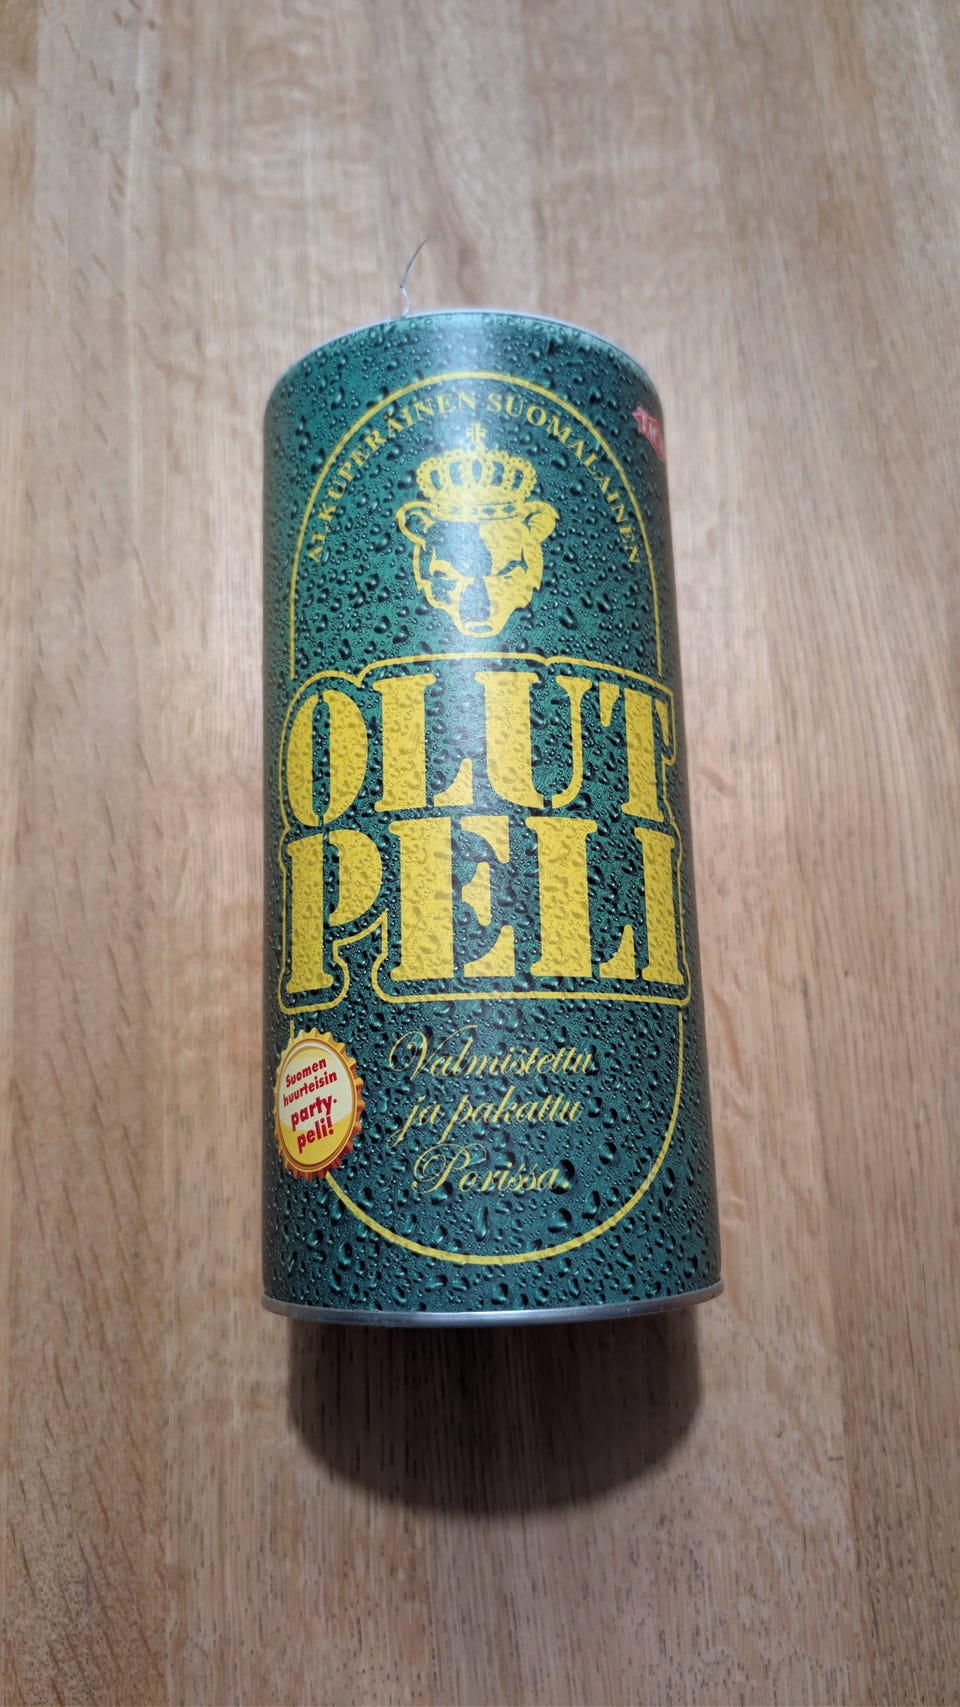 ALKUPERÄINEN SUOMALAINEN
OLUT
PELI
Suomen
huurteisin
party-
peli!
Valmistettu
ja pakattu
Porissa.